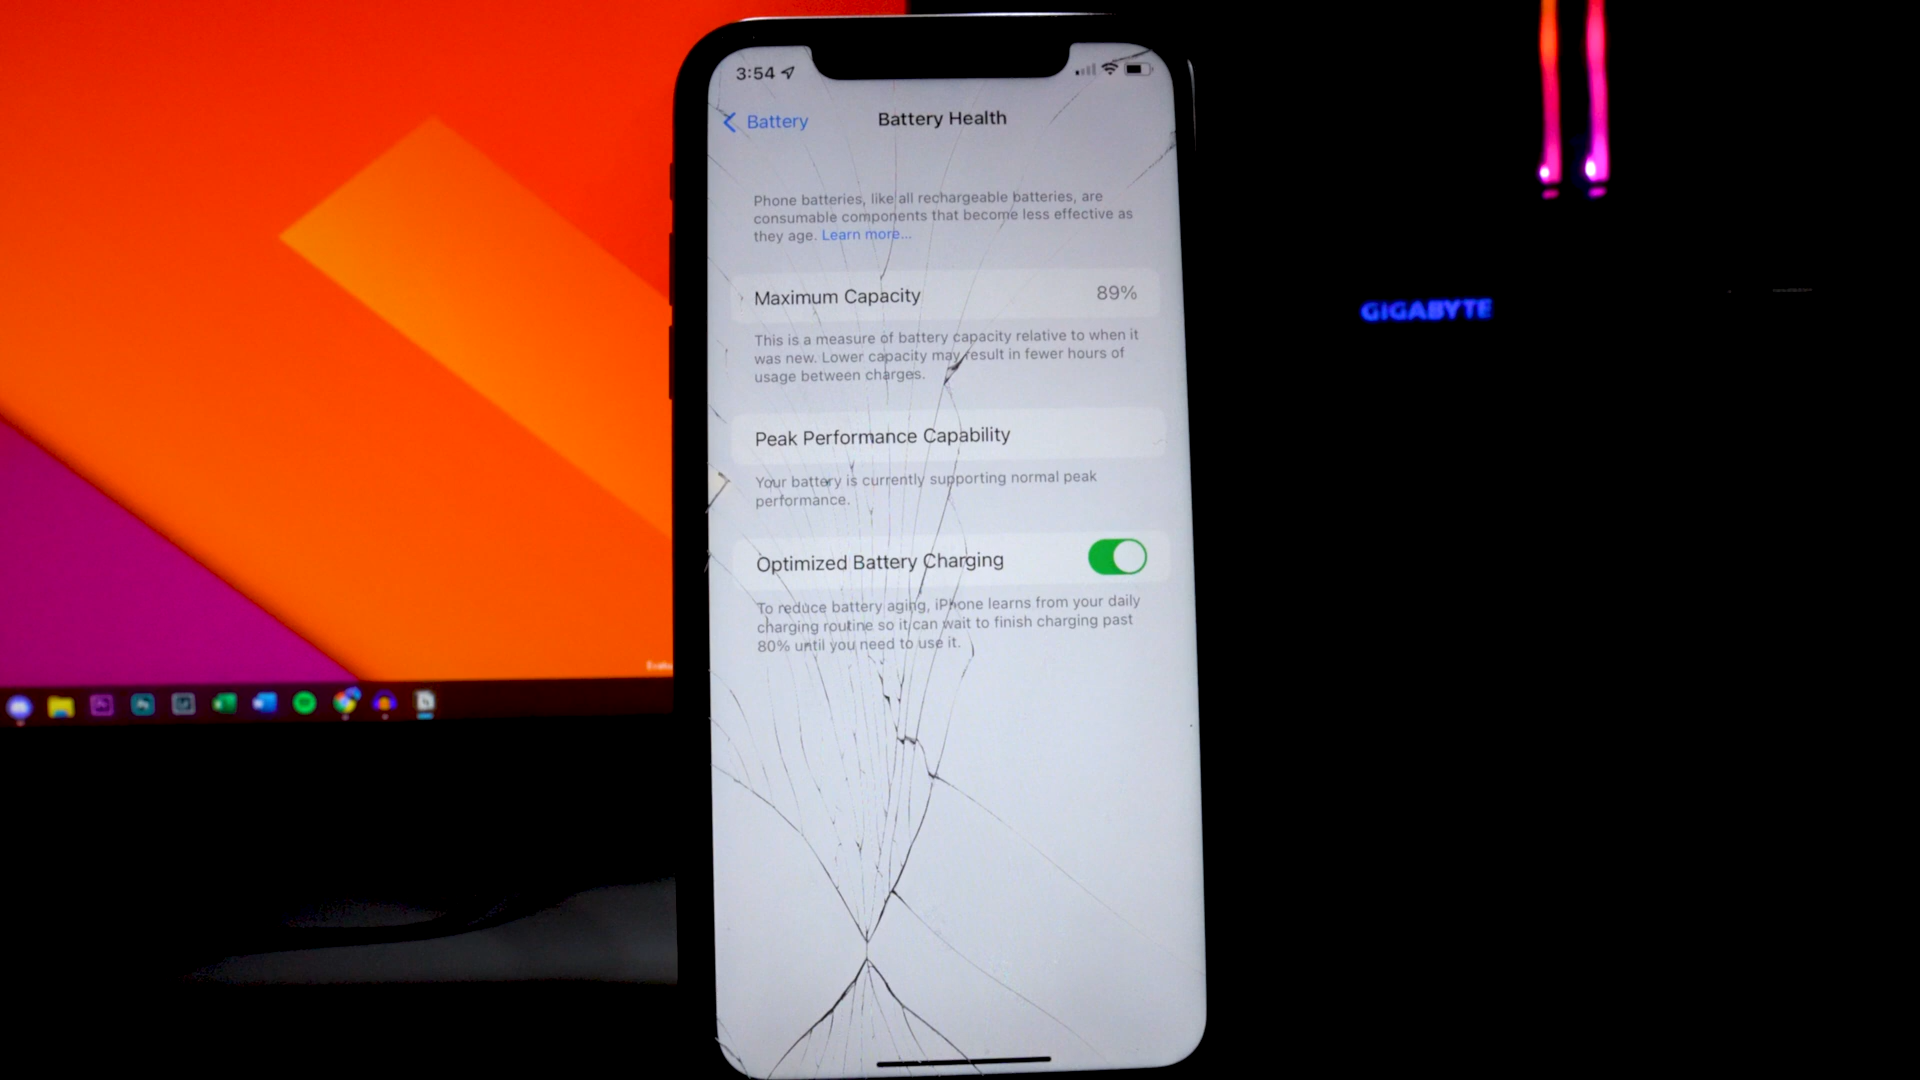 3:54
Battery
Battery Health
Phone batteries, like all rechargeable batteries, are
consumable components that become less effective as
they age. Learn more...
Maximum Capacity 89%
This is a measure of battery capacity relative to when it
was new. Lower capacity may result in fewer hours of
usage between charges.
Peak Performance Capability
Your battery is currently supporting normal peak
performance.
Optimized Battery Charging
To reduce battery aging, iPhone learns from your daily
charging routine so it can wait to finish charging past
80% until you need to use it.
GIGABYTE